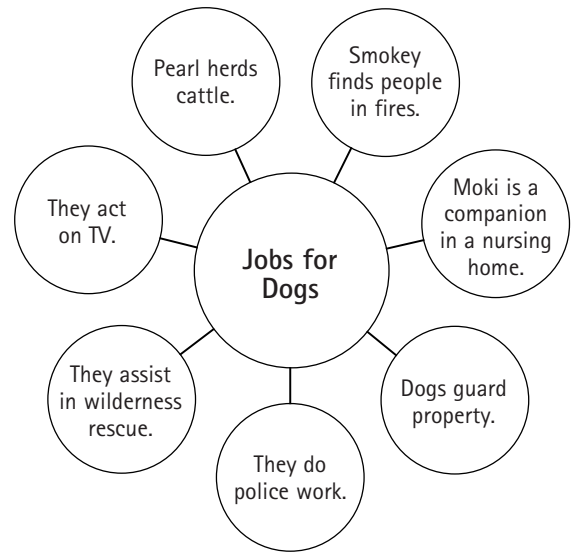 Pearl herds
cattle.
Smokey
finds people
in fires.
Moki is a
companion
in a nursing
home.
Dogs guard
property.
They do
police work.
They assist
in wilderness
rescue.
They act
on TV.
Jobs for
Dogs